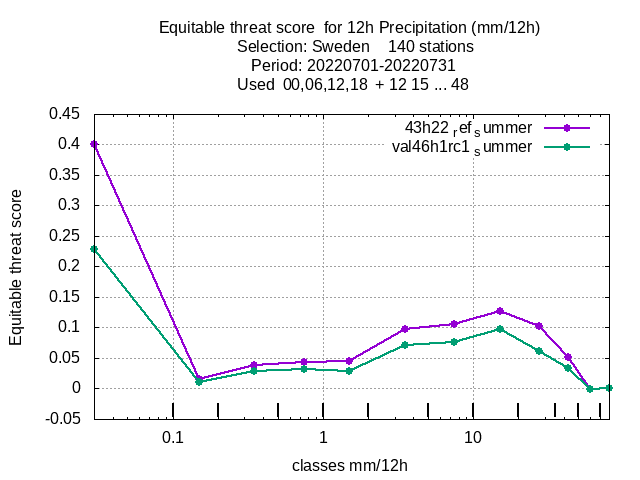 Equitable threat score  for 12h Precipitation (mm/12h)
Selection: Sweden    140 stations
Period: 20220701-20220731
Used  00,06,12,18  + 12 15 ... 48
43h22 ref summer
val46h1rc1 summer
0.45
0.4
0.35
0.3
0.25
0.2
0.15
0.1
0.05
0
-0.05
Equitable threat score
0.1 1 10
classes mm/12h